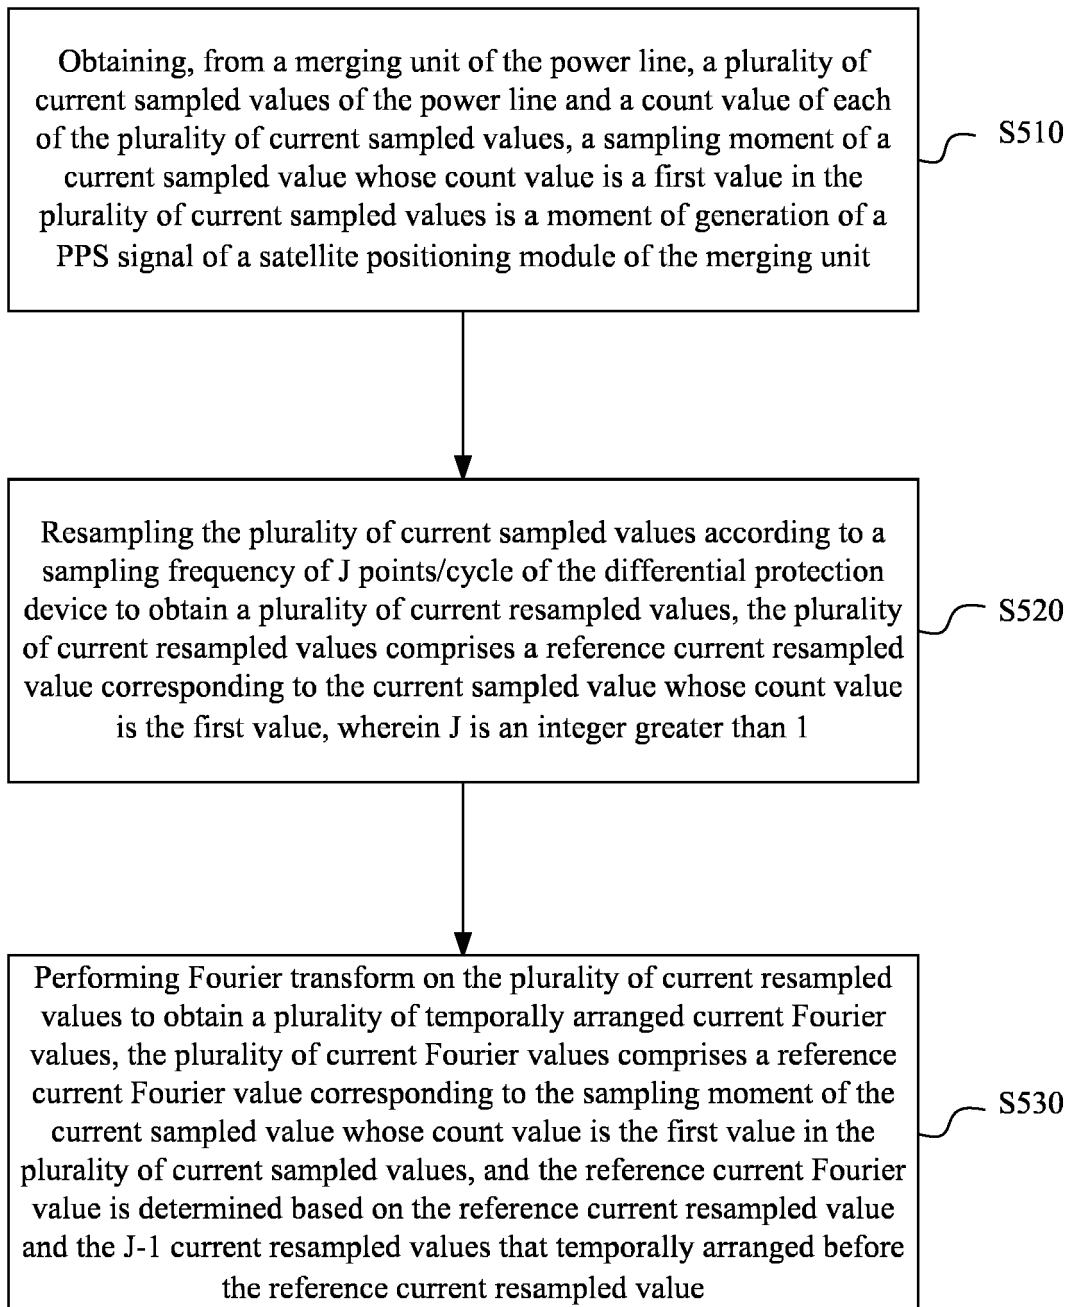 Obtaining, from a merging unit of the power line, a plurality of
current sampled values of the power line and a count value of each
of the plurality of current sampled values, a sampling moment of a
current sampled value whose count value is a first value in the
plurality of current sampled values is a moment of generation of a
PPS signal of a satellite positioning module of the merging unit
S510
Resampling the plurality of current sampled values according to a
sampling frequency of J points/cycle of the differential protection
device to obtain a plurality of current resampled values, the plurality
of current resampled values comprises a reference current resampled
value corresponding to the current sampled value whose count value
is the first value, wherein J is an integer greater than 1
S520
Performing Fourier transform on the plurality of current resampled
values to obtain a plurality of temporally arranged current Fourier
values, the plurality of current Fourier values comprises a reference
current Fourier value corresponding to the sampling moment of the
current sampled value whose count value is the first value in the
plurality of current sampled values, and the reference current Fourier
value is determined based on the reference current resampled value
and the J-1 current resampled values that temporally arranged before
the reference current resampled value
S530